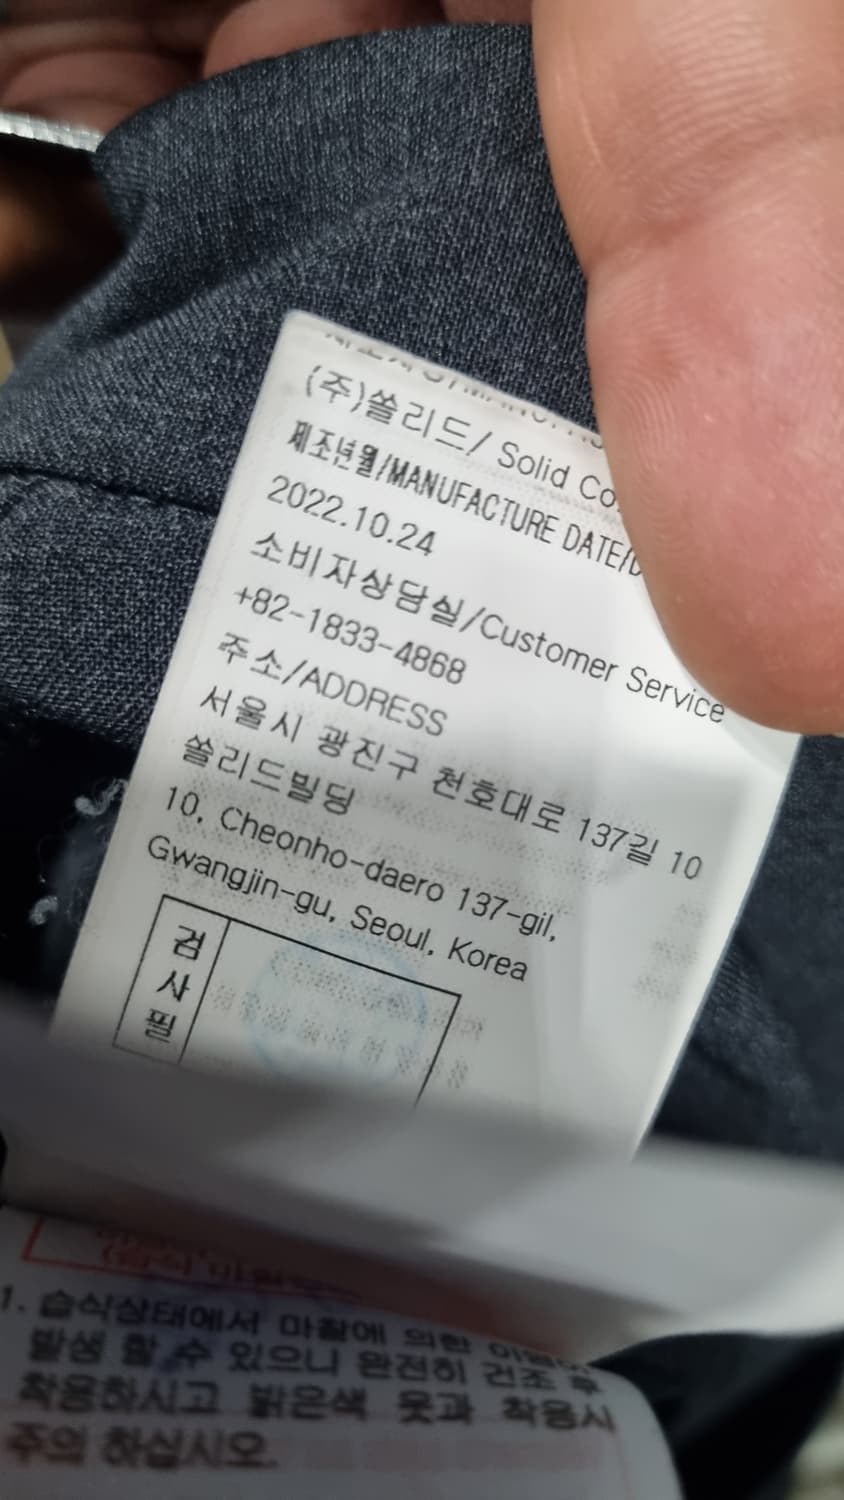 (주)쏠리드/ Solid Co.
제조년월/MANUFACTURE DATE/D
2022.10.24
소비자상담실/Customer Service
+82-1833-4868
주소/ADDRESS
서울시 광진구 천호대로 137길 10
쏠리드빌딩
10, Cheonho-daero 137-gil,
Gwangjin-gu, Seoul, Korea
검
사
필
1. 습식상태에서 마찰에 의한
발생 할 수 있으니 완전히 건조 후
착용하시고 밝은색 옷과 착용시
주의 하십시오.